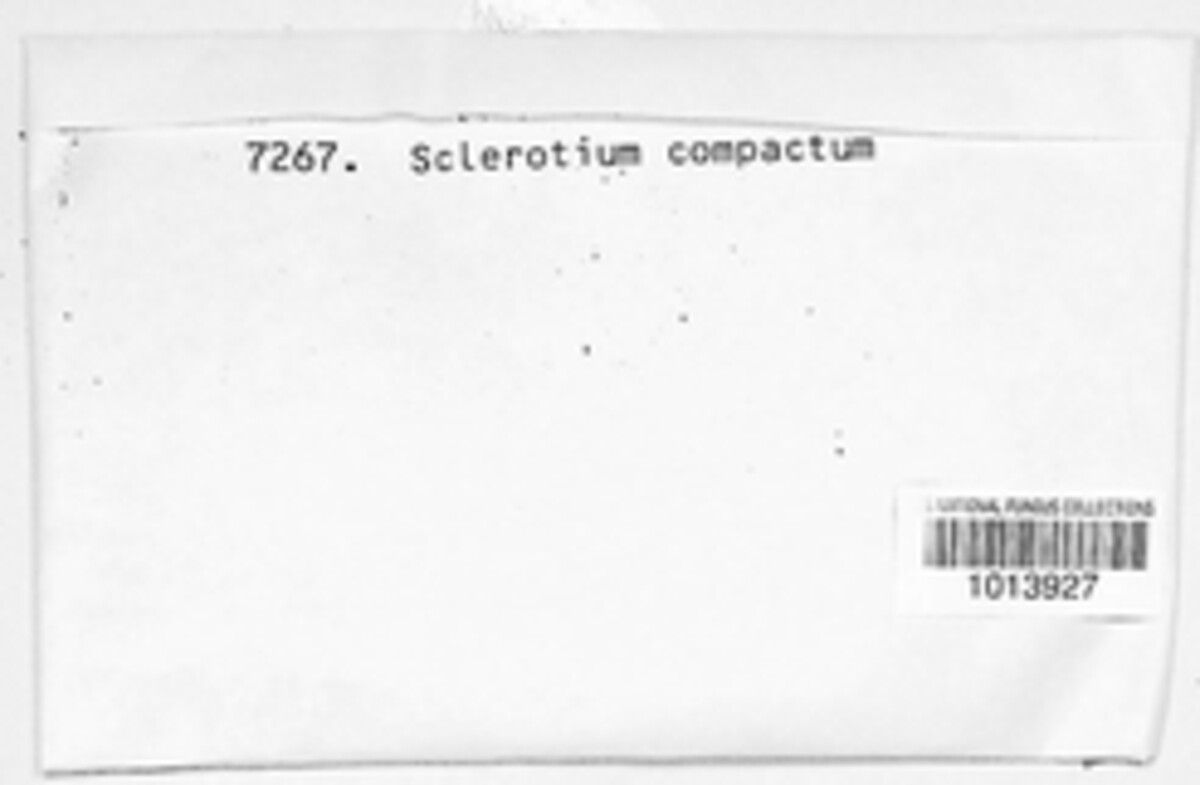 7267. Sclerotium compactum
NATIONAL FUNGUS COLLECTIONS
1013927